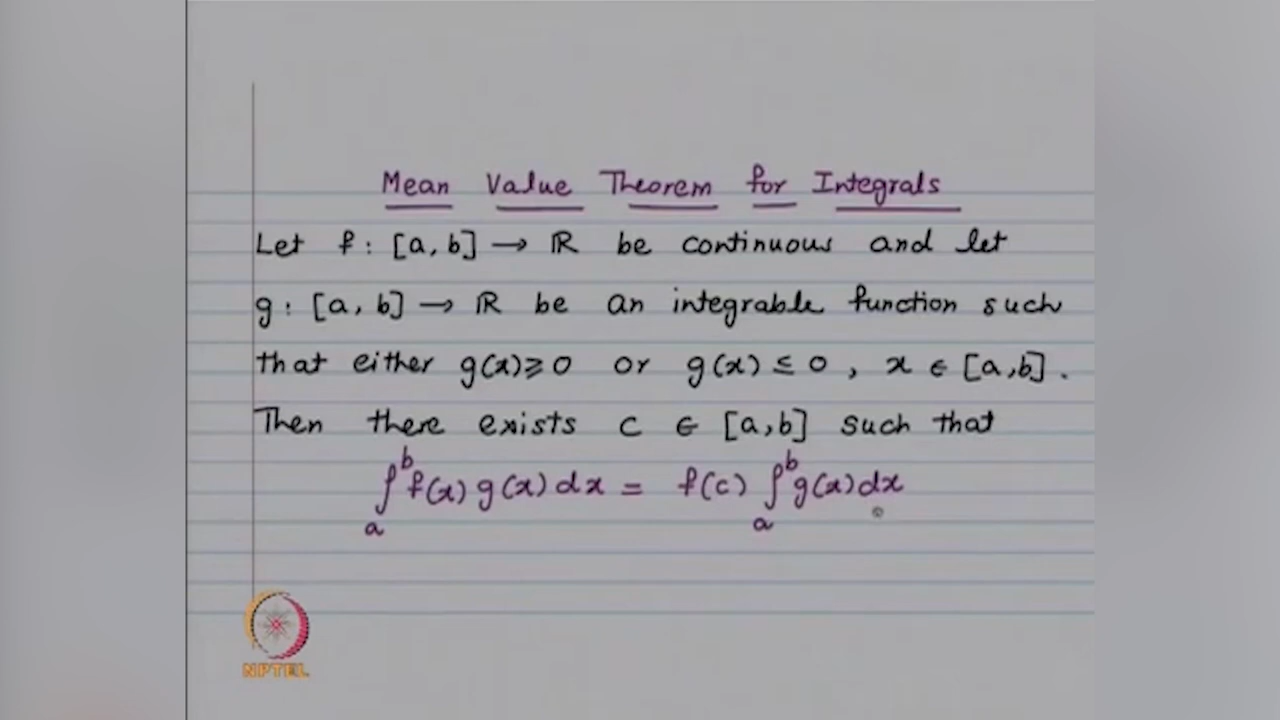 Mean Value Theorem for Integrals
Let f : [a, b] → ℝ be continuous and let
g : [a, b] → ℝ be an integrable function such
that either g(x) ⩾ 0 or g(x) ≤ 0 , x ∈ [a,b] .
Then there exists c ∈ [a,b] such that
∫_a^b f(x) g(x) dx = f(c) ∫_a^b g(x) dx
NPTEL